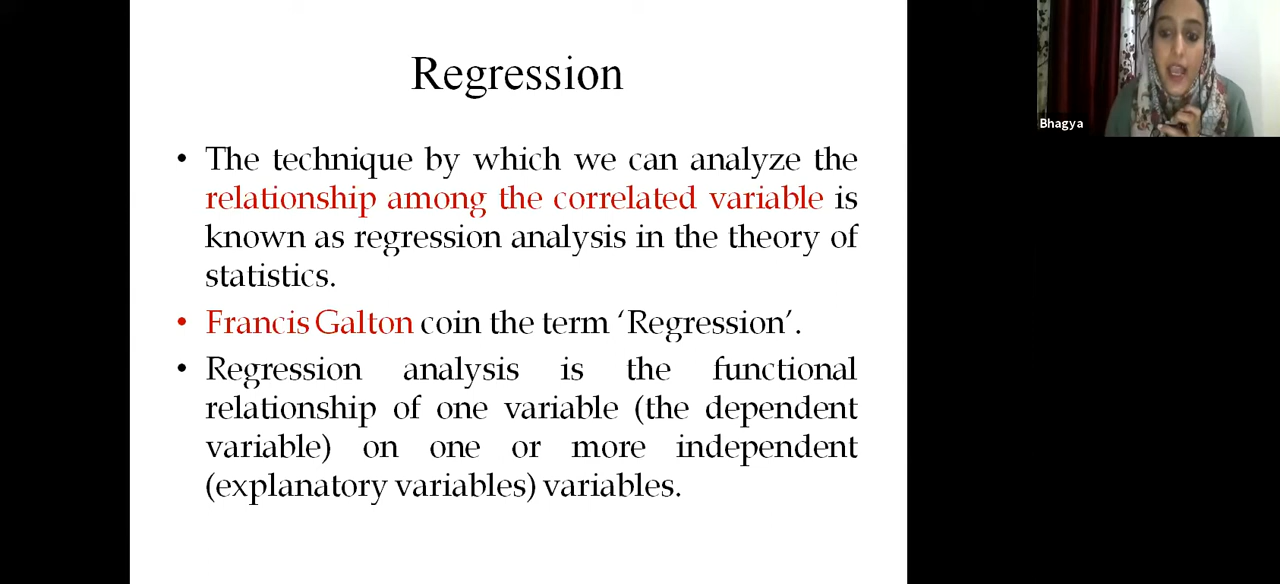 Regression
• The technique by which we can analyze the
relationship among the correlated variable is
known as regression analysis in the theory of
statistics.
• Francis Galton coin the term ‘Regression’.
• Regression analysis is the functional
relationship of one variable (the dependent
variable) on one or more independent
(explanatory variables) variables.
Bhagya